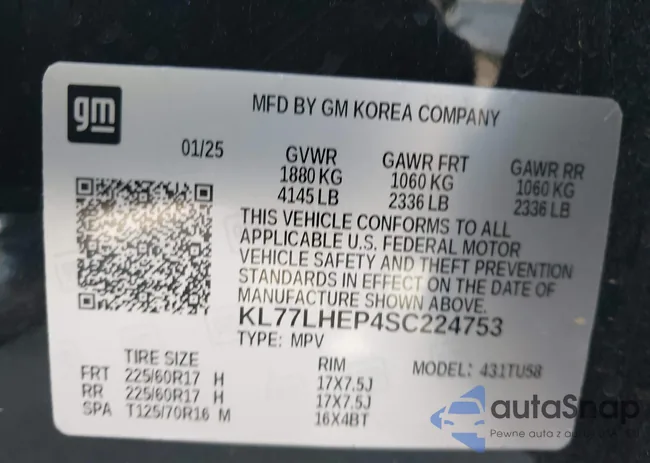 gm
MFD BY GM KOREA COMPANY
01/25 GVWR GAWR FRT GAWR RR
1880 KG 1060 KG 1060 KG
4145 LB 2336 LB 2336 LB
THIS VEHICLE CONFORMS TO ALL
APPLICABLE U.S. FEDERAL MOTOR
VEHICLE SAFETY AND THEFT PREVENTION
STANDARDS IN EFFECT ON THE DATE OF
MANUFACTURE SHOWN ABOVE.
KL77LHEP4SC224753
TYPE: MPV
TIRE SIZE RIM MODEL: 431TU58
FRT 225/60R17 H 17X7.5J
RR 225/60R17 H 17X7.5J
SPA T125/70R16 M 16X4BT
autaSnap
Pewne auta z